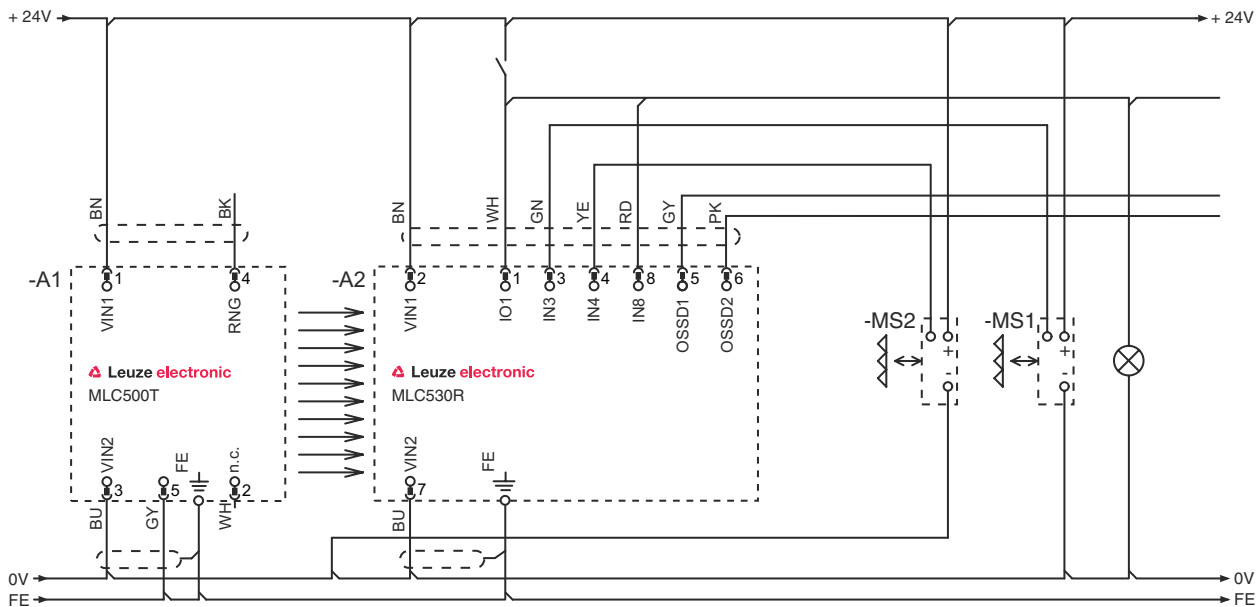 + 24V
+ 24V
BN
BK
BN
WH
GN
YE
RD
GY
PK
-A1
1
4
-A2
2
1
3
4
8
5
6
VIN1
RNG
VIN1
IO1
IN3
IN4
IN8
OSSD1
OSSD2
-MS2
-MS1
+
-
+
-
Leuze electronic
MLC500T
Leuze electronic
MLC530R
VIN2
FE
n.c.
VIN2
FE
3
5
2
7
BU
GY
WH
BU
0V
0V
FE
FE